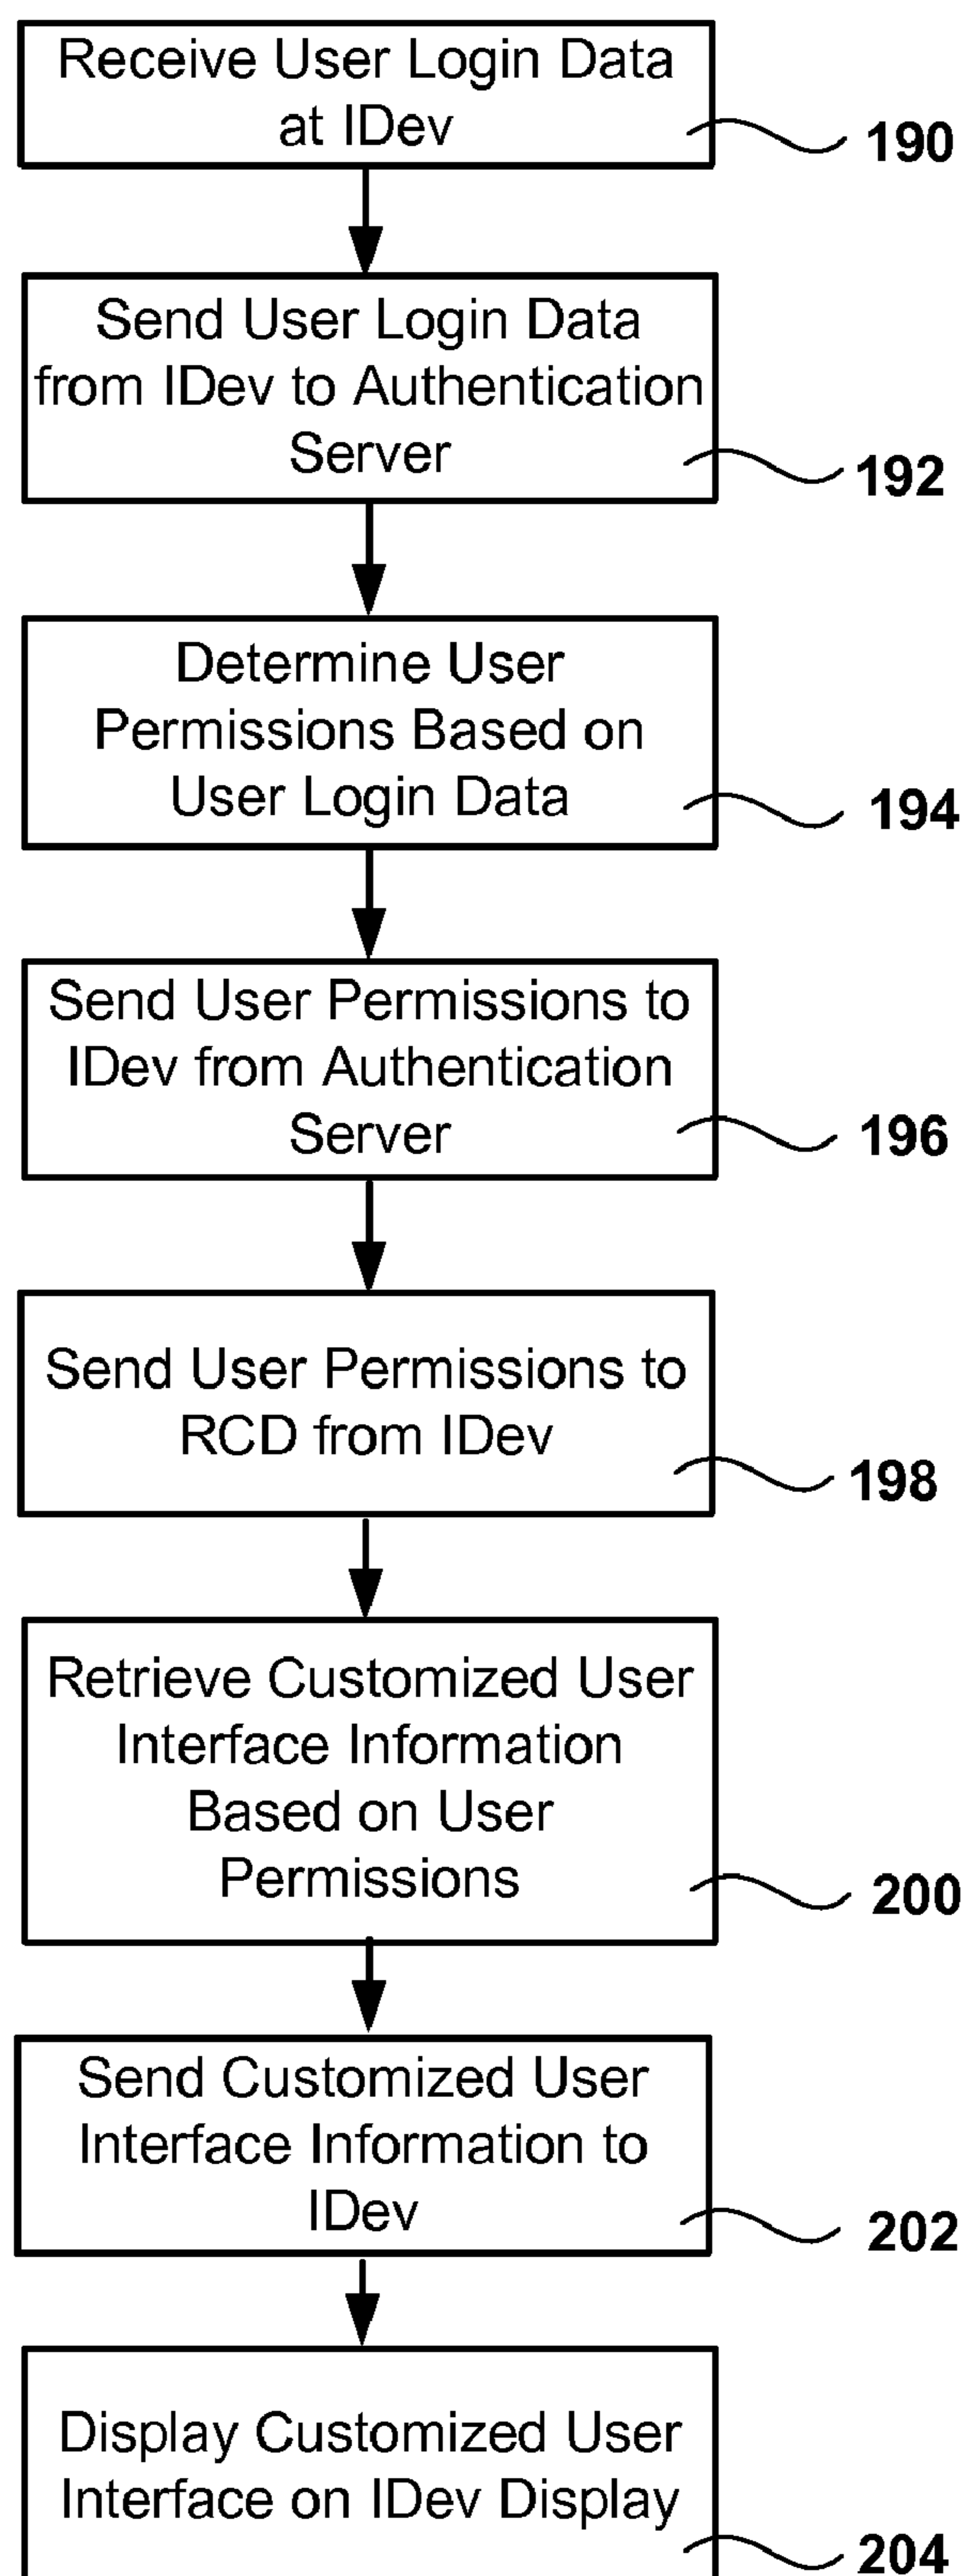 Receive User Login Data
at IDev
190
Send User Login Data
from IDev to Authentication
Server
192
Determine User
Permissions Based on
User Login Data
194
Send User Permissions to
IDev from Authentication
Server
196
Send User Permissions to
RCD from IDev
198
Retrieve Customized User
Interface Information
Based on User
Permissions
200
Send Customized User
Interface Information to
IDev
202
Display Customized User
Interface on IDev Display
204